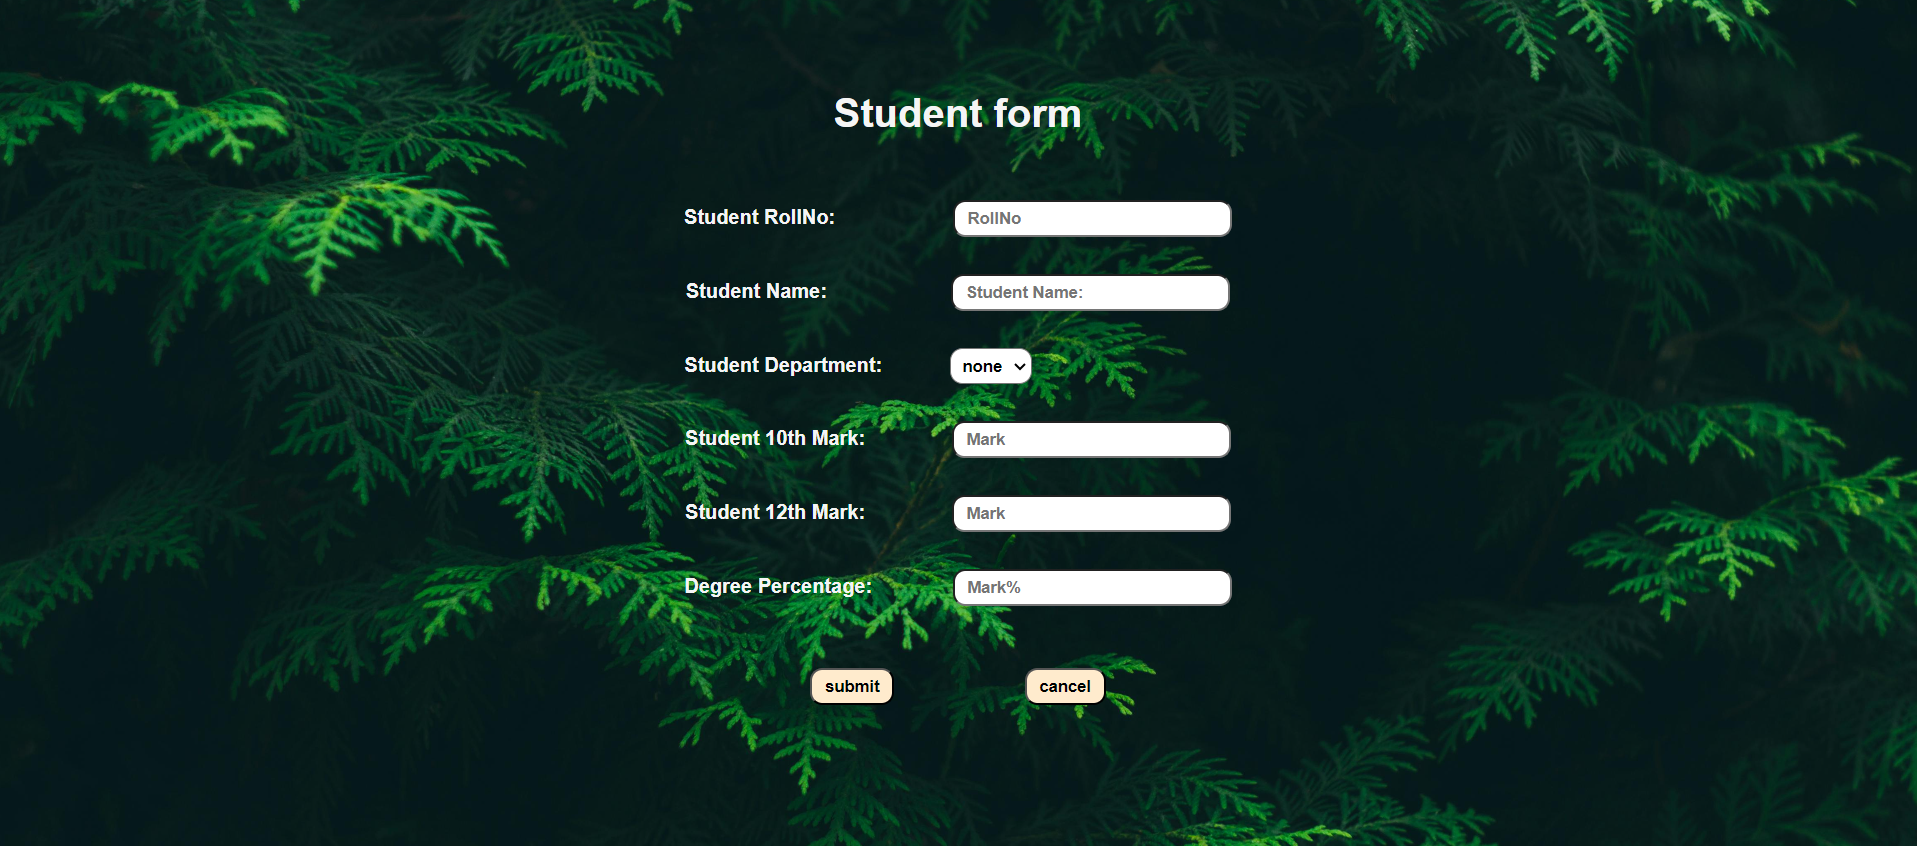 Student form
Student RollNo: RollNo
Student Name: Student Name:
Student Department: none
Student 10th Mark: Mark
Student 12th Mark: Mark
Degree Percentage: Mark%
submit cancel